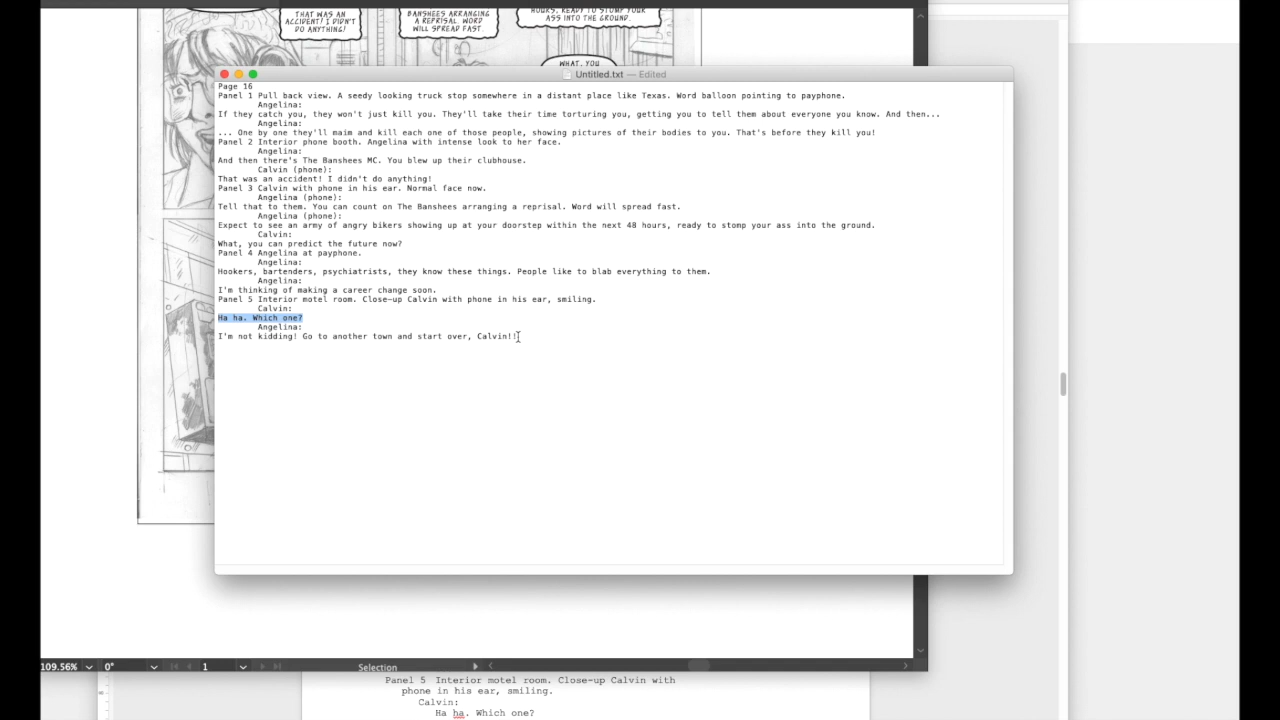 THAT WAS AN
ACCIDENT! I DIDN'T
DO ANYTHING!
BANSHEES ARRANGING
A REPRISAL. WORD
WILL SPREAD FAST.
HOURS, READY TO STOMP YOUR
ASS INTO THE GROUND.
WHAT, YOU
Untitled.txt — Edited
Page 16
Panel 1 Pull back view. A seedy looking truck stop somewhere in a distant place like Texas. Word balloon pointing to payphone.
Angelina:
If they catch you, they won't just kill you. They'll take their time torturing you, getting you to tell them about everyone you know. And then...
Angelina:
... One by one they'll maim and kill each one of those people, showing pictures of their bodies to you. That's before they kill you!
Panel 2 Interior phone booth. Angelina with intense look to her face.
Angelina:
And then there's The Banshees MC. You blew up their clubhouse.
Calvin (phone):
That was an accident! I didn't do anything!
Panel 3 Calvin with phone in his ear. Normal face now.
Angelina (phone):
Tell that to them. You can count on The Banshees arranging a reprisal. Word will spread fast.
Angelina (phone):
Expect to see an army of angry bikers showing up at your doorstep within the next 48 hours, ready to stomp your ass into the ground.
Calvin:
What, you can predict the future now?
Panel 4 Angelina at payphone.
Angelina:
Hookers, bartenders, psychiatrists, they know these things. People like to blab everything to them.
Angelina:
I'm thinking of making a career change soon.
Panel 5 Interior motel room. Close-up Calvin with phone in his ear, smiling.
Calvin:
Ha ha. Which one?
Angelina:
I'm not kidding! Go to another town and start over, Calvin!!
109.56% 0° 1 Selection
Panel 5 Interior motel room. Close-up Calvin with
phone in his ear, smiling.
Calvin:
Ha ha. Which one?